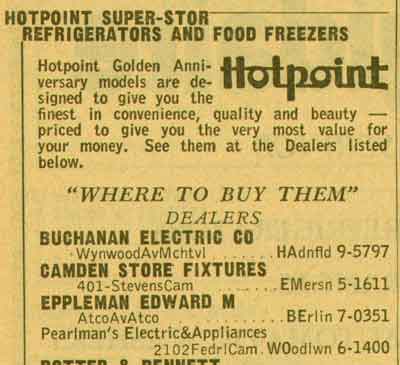 HOTPOINT SUPER-STOR
REFRIGERATORS AND FOOD FREEZERS
Hotpoint Golden Anni-
versary models are de-
signed to give you the
Hotpoint
finest in convenience, quality and beauty —
priced to give you the very most value for
your money. See them at the Dealers listed
below.
"WHERE TO BUY THEM"
DEALERS
BUCHANAN ELECTRIC CO
WynwoodAvMchtvl ......HAdnfld 9-5797
CAMDEN STORE FIXTURES
401-StevensCam ........EMersn 5-1611
EPPLEMAN EDWARD M
AtcoAvAtco ..........BErlin 7-0351
Pearlman's Electric&Appliances
2102FedrlCam.WOodlwn 6-1400
POTTER & BENNETT